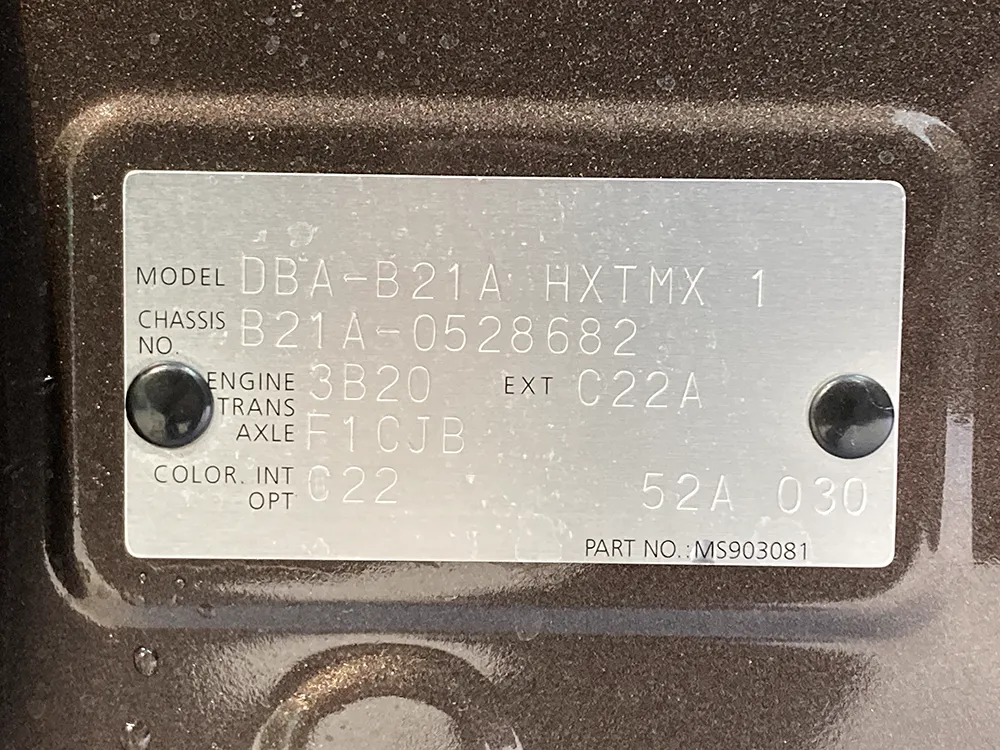 MODEL DBA-B21A HXTMX 1
CHASSIS NO. B21A-0528682
ENGINE 3B20 EXT C22A
TRANS AXLE F1CJB
COLOR. INT OPT C22 52A 030
PART NO.:MS903081